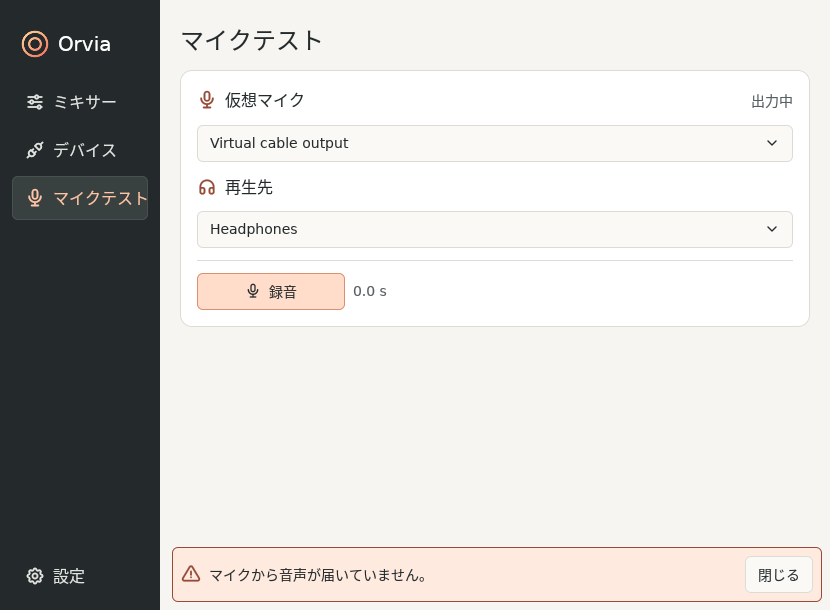 Orvia
ミキサー
デバイス
マイクテスト
設定
マイクテスト
仮想マイク
出力中
Virtual cable output
再生先
Headphones
録音
0.0 s
マイクから音声が届いていません。
閉じる